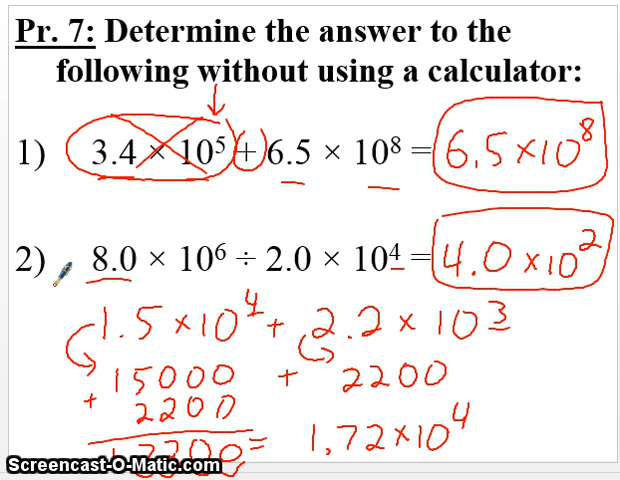 Pr. 7: Determine the answer to the
following without using a calculator:
1) 3.4 × 10⁵ + 6.5 × 10⁸ = 6.5 × 10⁸
2) 8.0 × 10⁶ ÷ 2.0 × 10⁴ = 4.0 × 10²
1.5 × 10⁴ + 2.2 × 10³
15000 + 2200
+ 2200
= 1.72 × 10⁴
Screencast-O-Matic.com